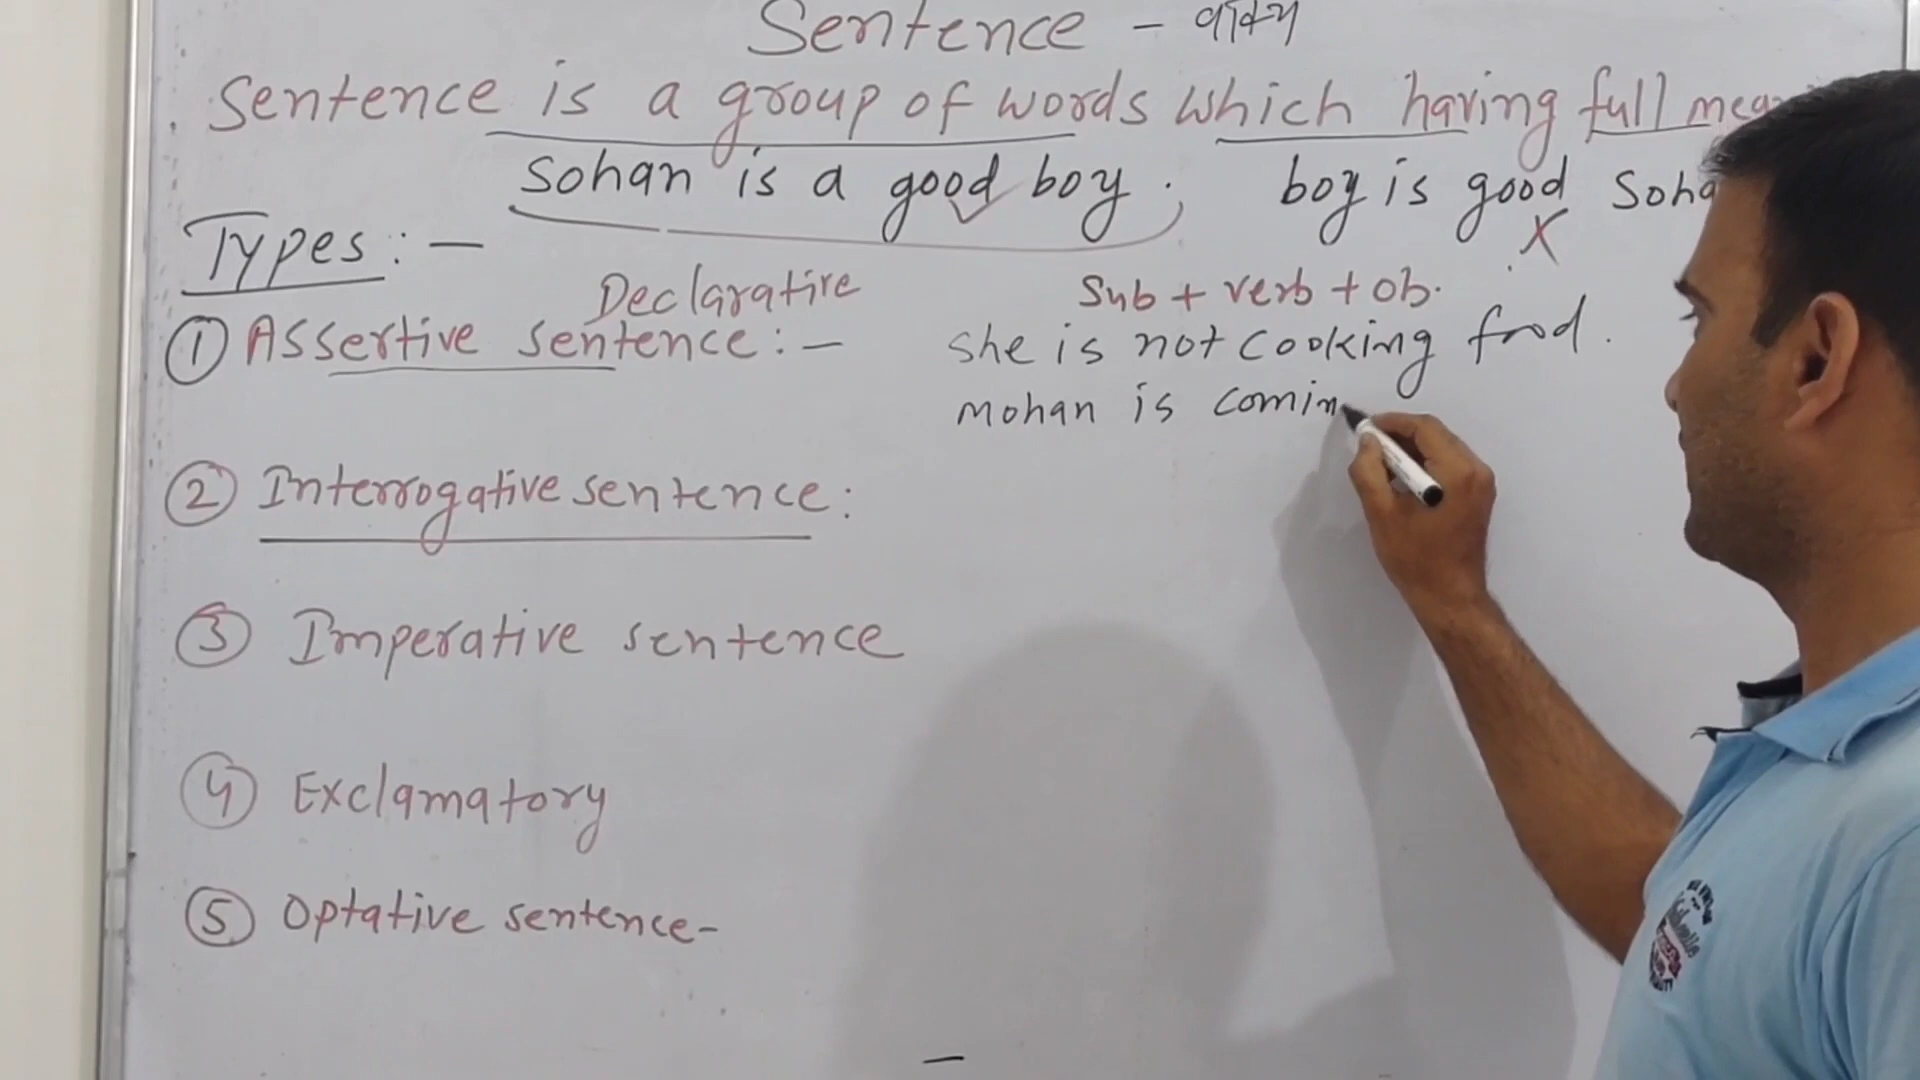 Sentence - वाक्य
Sentence is a group of words which having full
Sohan is a good boy. boy is good
Types :-
Declarative Sub + verb + ob.
① Assertive sentence :- She is not cooking food.
Mohan is comin
② Interrogative sentence :
③ Imperative sentence
④ Exclamatory
⑤ Optative sentence-